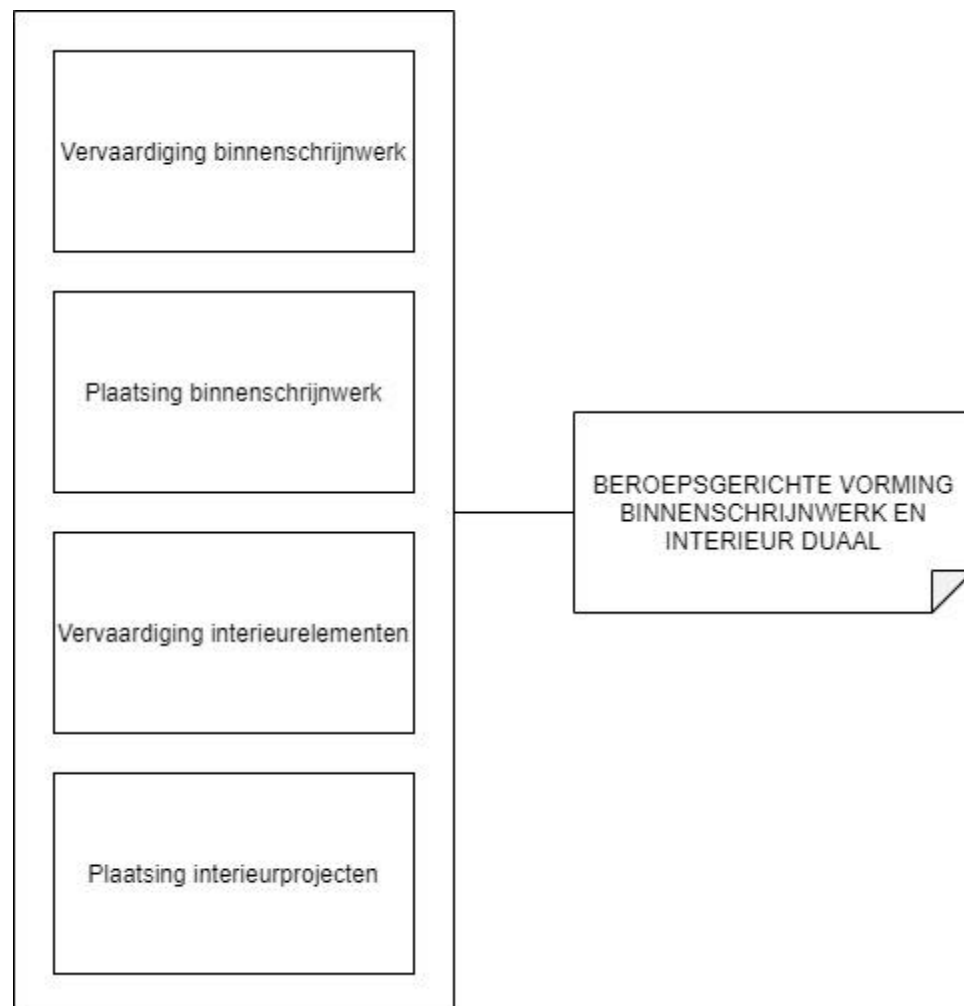 Vervaardiging binnenschrijnwerk
Plaatsing binnenschrijnwerk
Vervaardiging interieurelementen
Plaatsing interieurprojecten
BEROEPSGERICHTE VORMING
BINNENSCHRIJNWERK EN
INTERIEUR DUAAL